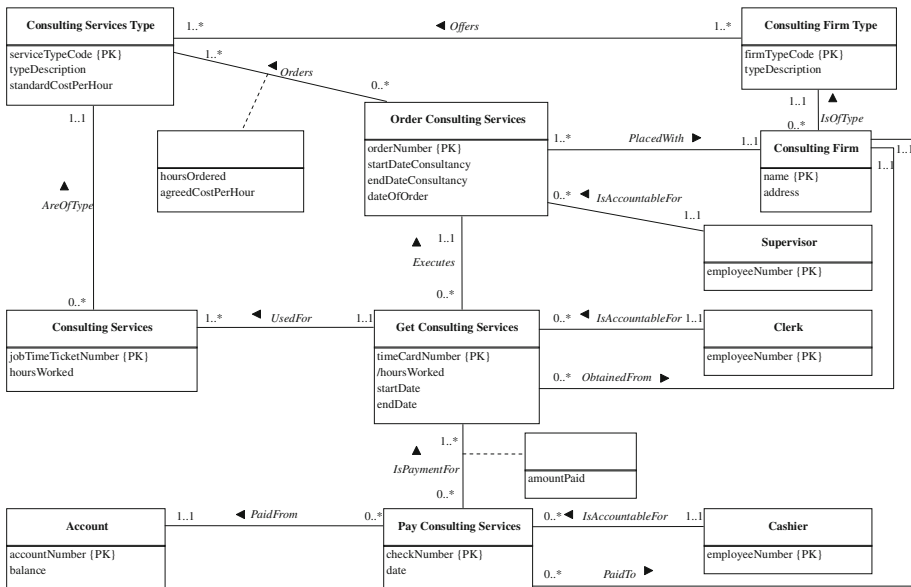 Consulting Services Type
serviceTypeCode {PK}
typeDescription
standardCostPerHour
1..*
◄ Offers
1..*
Consulting Firm Type
firmTypeCode {PK}
typeDescription
1..*
◄ Orders
0..*
1..1
▲ IsOfType
0..*
1..1
hoursOrdered
agreedCostPerHour
Order Consulting Services
orderNumber {PK}
startDateConsultancy
endDateConsultancy
dateOfOrder
1..*
PlacedWith ►
1..1
Consulting Firm
name {PK}
address
1..1
1..1
▲
AreOfType
0..*
◄ IsAccountableFor
1..1
Supervisor
employeeNumber {PK}
1..1
▲
Executes
0..*
0..*
Consulting Services
jobTimeTicketNumber {PK}
hoursWorked
1..*
◄ UsedFor
1..1
Get Consulting Services
timeCardNumber {PK}
/hoursWorked
startDate
endDate
0..*
◄ IsAccountableFor
1..1
Clerk
employeeNumber {PK}
0..*
ObtainedFrom ►
1..*
▲
IsPaymentFor
0..*
amountPaid
Account
accountNumber {PK}
balance
1..1
◄ PaidFrom
0..*
Pay Consulting Services
checkNumber {PK}
date
0..*
◄ IsAccountableFor
1..1
Cashier
employeeNumber {PK}
0..*
PaidTo ►